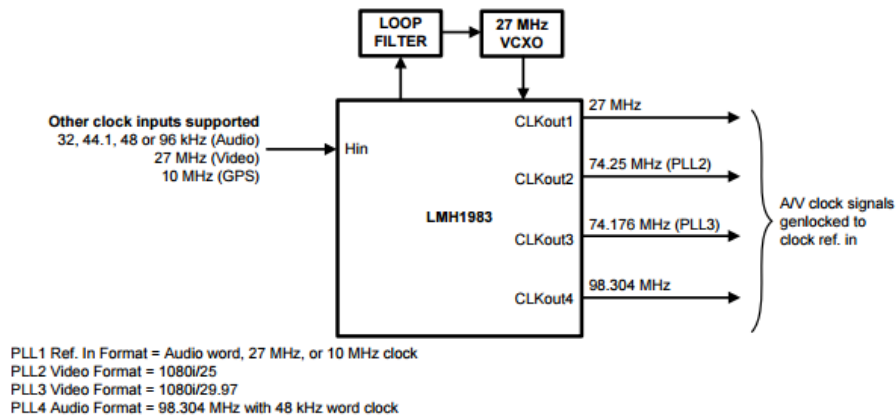 LOOP
FILTER
27 MHz
VCXO
Other clock inputs supported
32, 44.1, 48 or 96 kHz (Audio)
27 MHz (Video)
10 MHz (GPS)
Hin
LMH1983
CLKout1
27 MHz
CLKout2
74.25 MHz (PLL2)
CLKout3
74.176 MHz (PLL3)
CLKout4
98.304 MHz
A/V clock signals
genlocked to
clock ref. in
PLL1 Ref. In Format = Audio word, 27 MHz, or 10 MHz clock
PLL2 Video Format = 1080i/25
PLL3 Video Format = 1080i/29.97
PLL4 Audio Format = 98.304 MHz with 48 kHz word clock